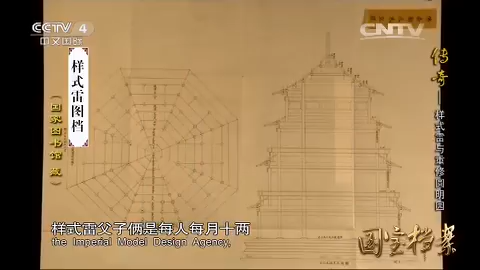 CCTV 4
中文国际
CNTV
样式雷图档
（国家图书馆 藏）
传奇——样式雷与重修圆明园
样式雷父子俩是每人每月十两
the Imperial Model Design Agency,
国宝档案